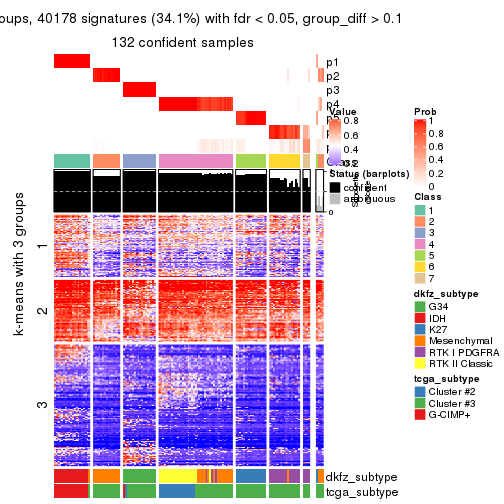 oups, 40178 signatures (34.1%) with fdr < 0.05, group_diff > 0.1
132 confident samples
p1
p2
p3
p4
Value
0.8
0.6
0.4
0.2
Prob
1
0.8
0.6
0.4
0.2
0
Status (barplots)
confident
ambiguous
0
Class
1
2
3
4
5
6
7
k-means with 3 groups
1
2
3
dkfz_subtype
G34
IDH
K27
Mesenchymal
RTK I PDGFRA
RTK II Classic
tcga_subtype
Cluster #2
Cluster #3
G-CIMP+
dkfz_subtype
tcga_subtype